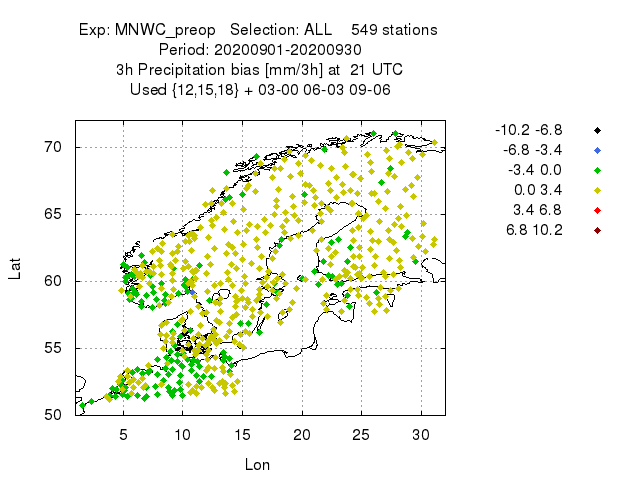 Exp: MNWC_preop Selection: ALL 549 stations
Period: 20200901-20200930
3h Precipitation bias [mm/3h] at 21 UTC
Used {12,15,18} + 03-00 06-03 09-06
-10.2 -6.8
-6.8 -3.4
-3.4 0.0
0.0 3.4
3.4 6.8
6.8 10.2
70
65
60
55
50
Lat
5 10 15 20 25 30
Lon